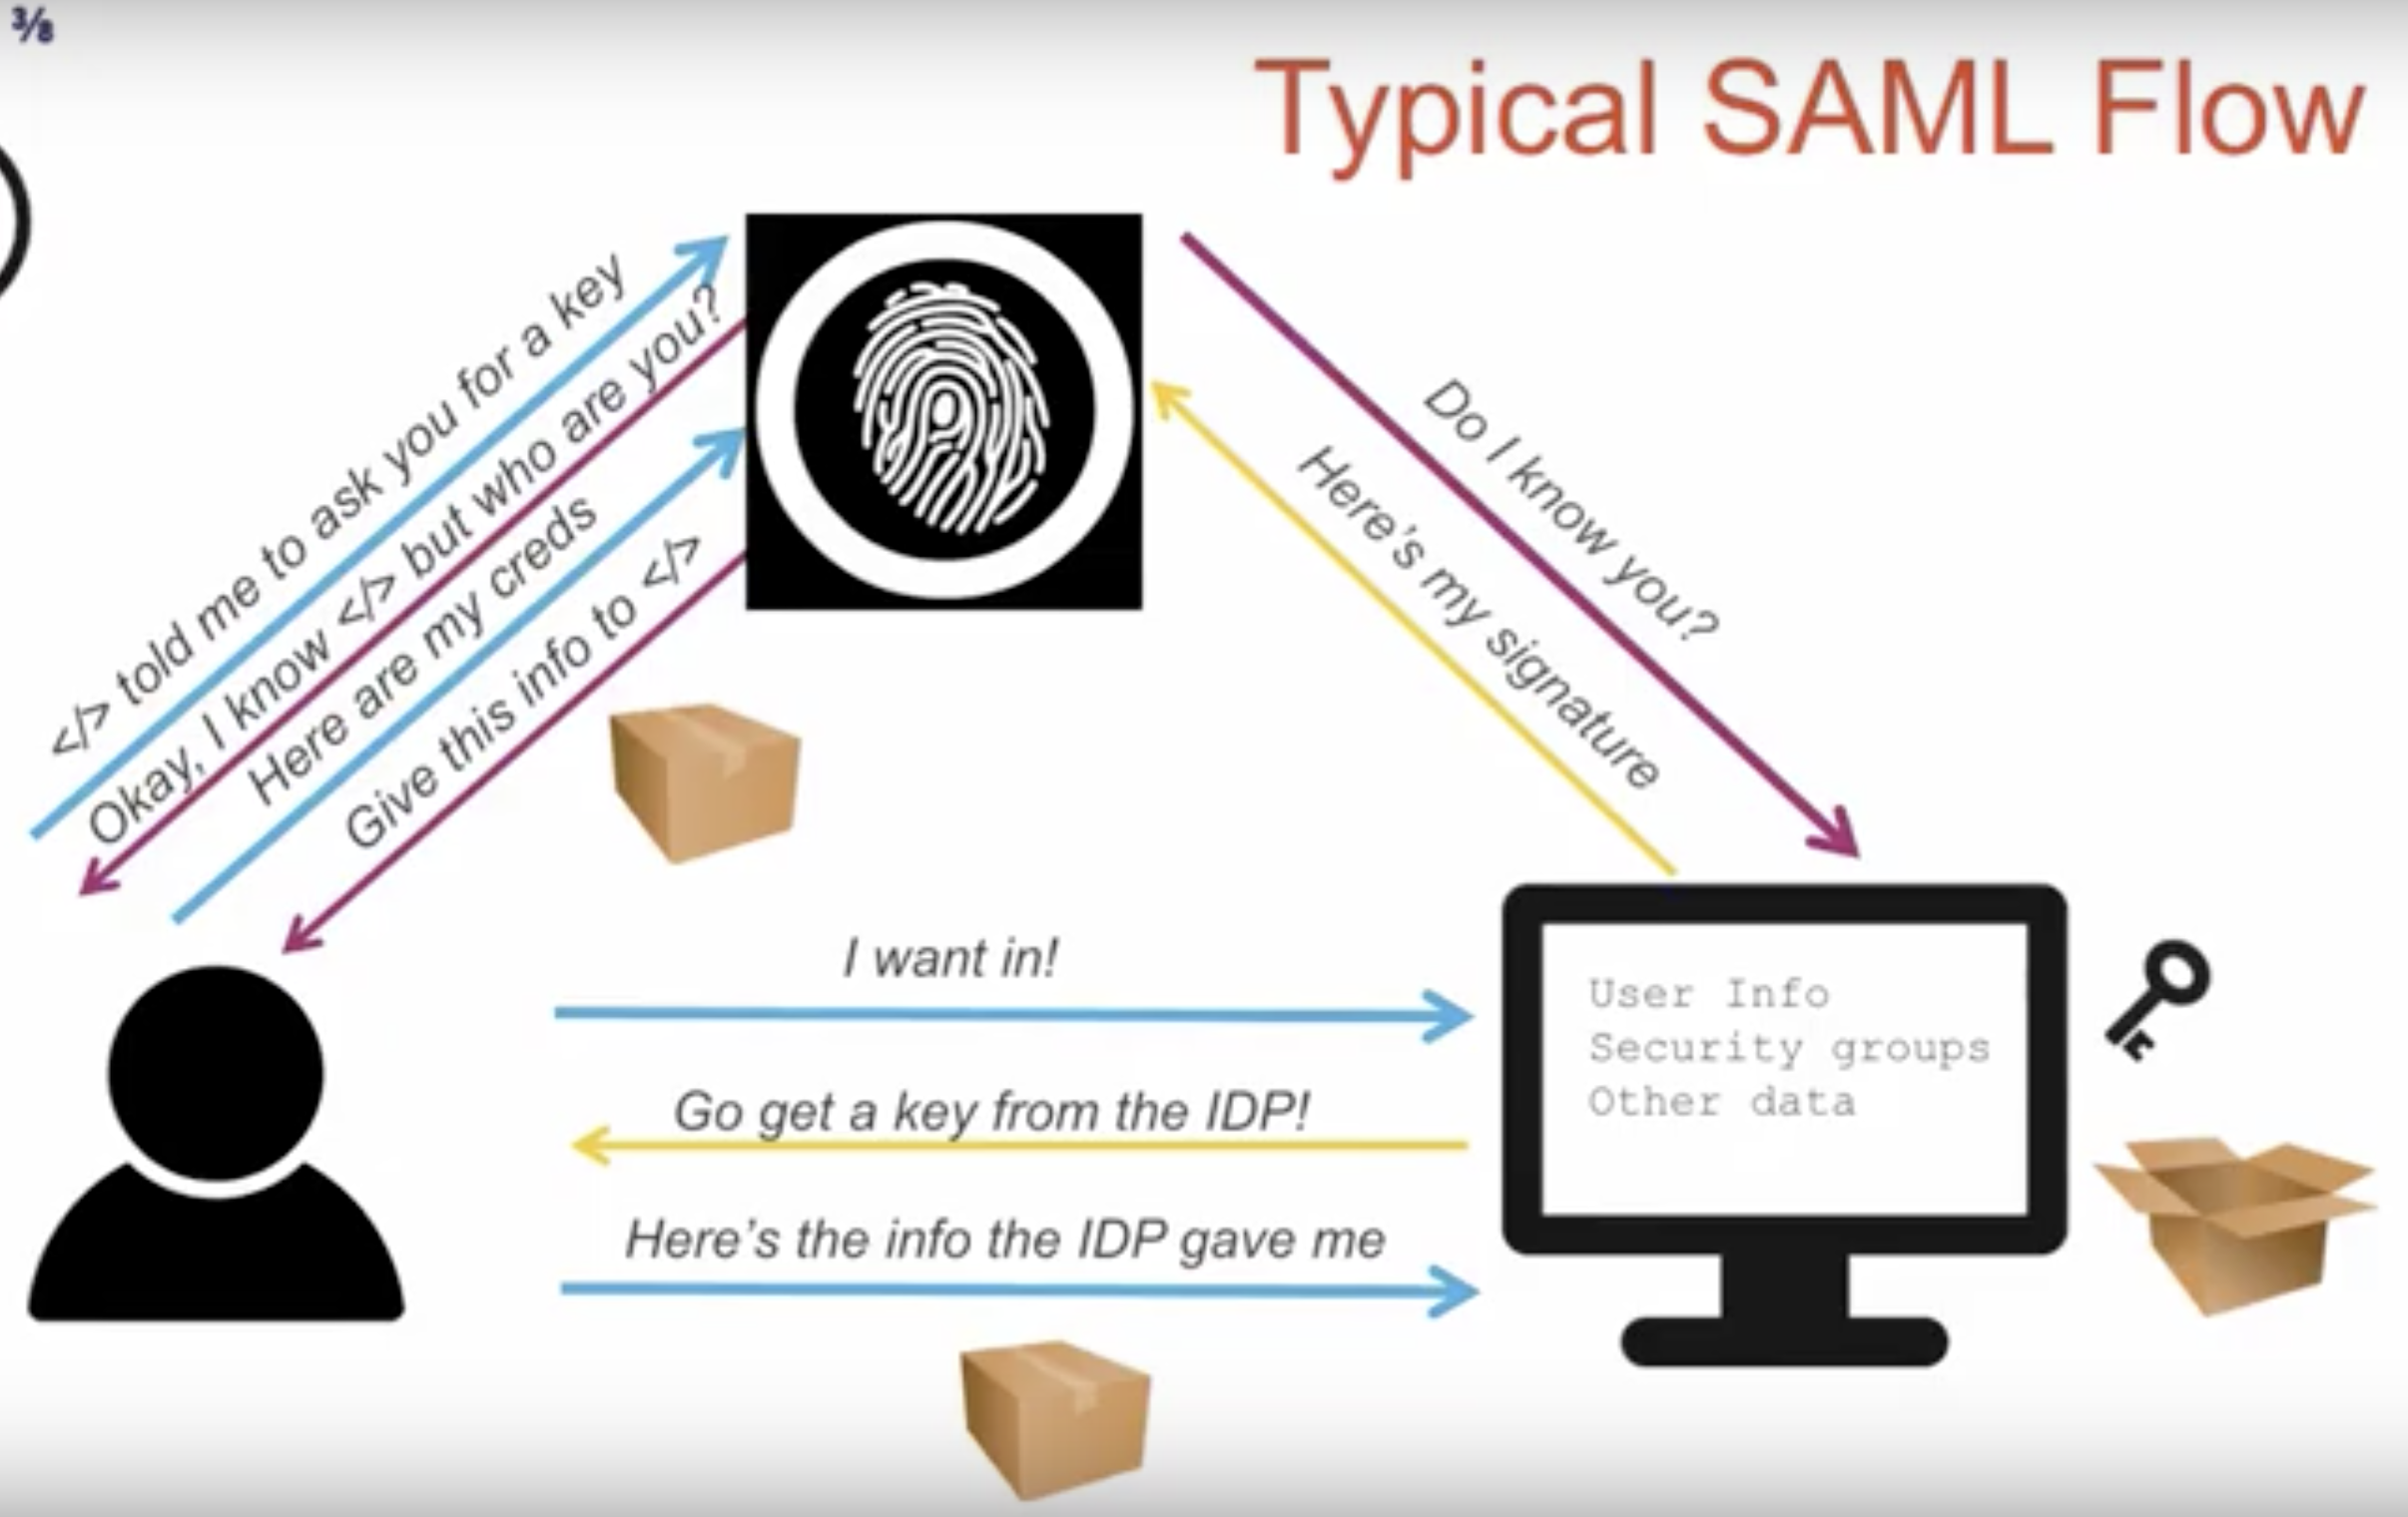 ⅜
Typical SAML Flow
</> told me to ask you for a key
Okay, I know </> but who are you?
Here are my creds
Give this info to </>
Do I know you?
Here's my signature
I want in!
Go get a key from the IDP!
Here's the info the IDP gave me
User Info
Security groups
Other data